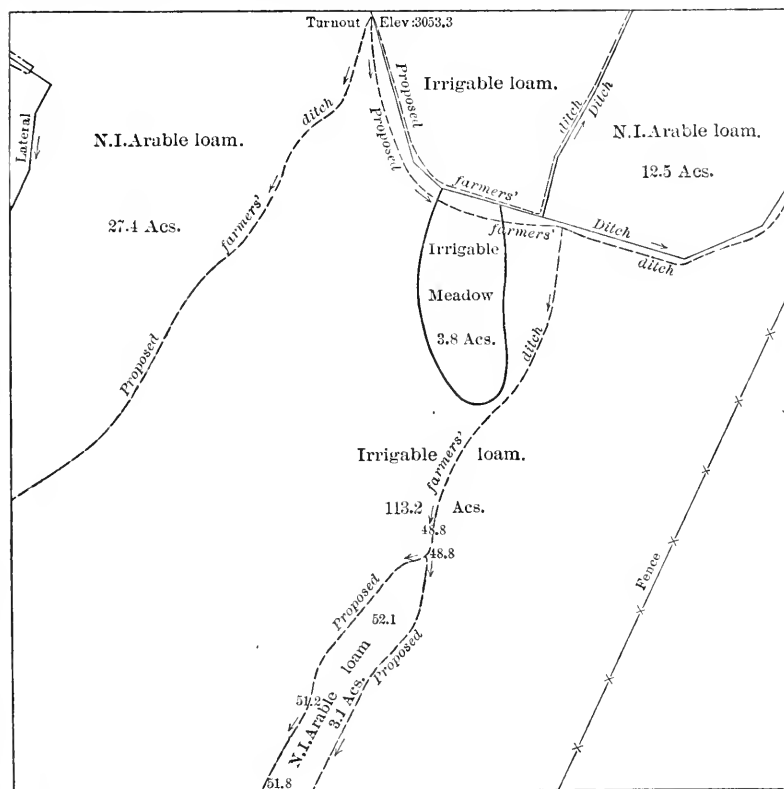 Turnout Elev:3053.3
Proposed
Irrigable loam.
ditch
Ditch
Lateral
N.I.Arable loam.
ditch
Proposed
N.I.Arable loam.
12.5 Acs.
farmers'
farmers'
27.4 Acs.
farmers'
Ditch
ditch
Irrigable
Meadow
3.8 Acs.
ditch
Proposed
Irrigable loam.
farmers'
113.2 Acs.
48.8
48.8
Fence
Proposed
52.1
Proposed
N.I.Arable loam
3.1 Acs.
51.2
51.8